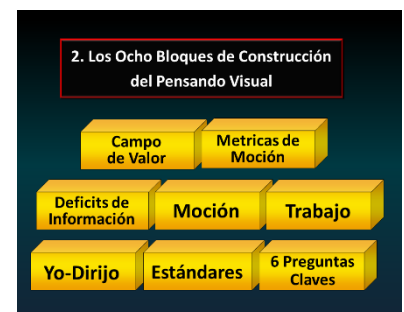 2. Los Ocho Bloques de Construcción
del Pensando Visual
Campo
de Valor
Metricas de
Moción
Deficits de
Información
Moción
Trabajo
Yo-Dirijo
Estándares
6 Preguntas
Claves